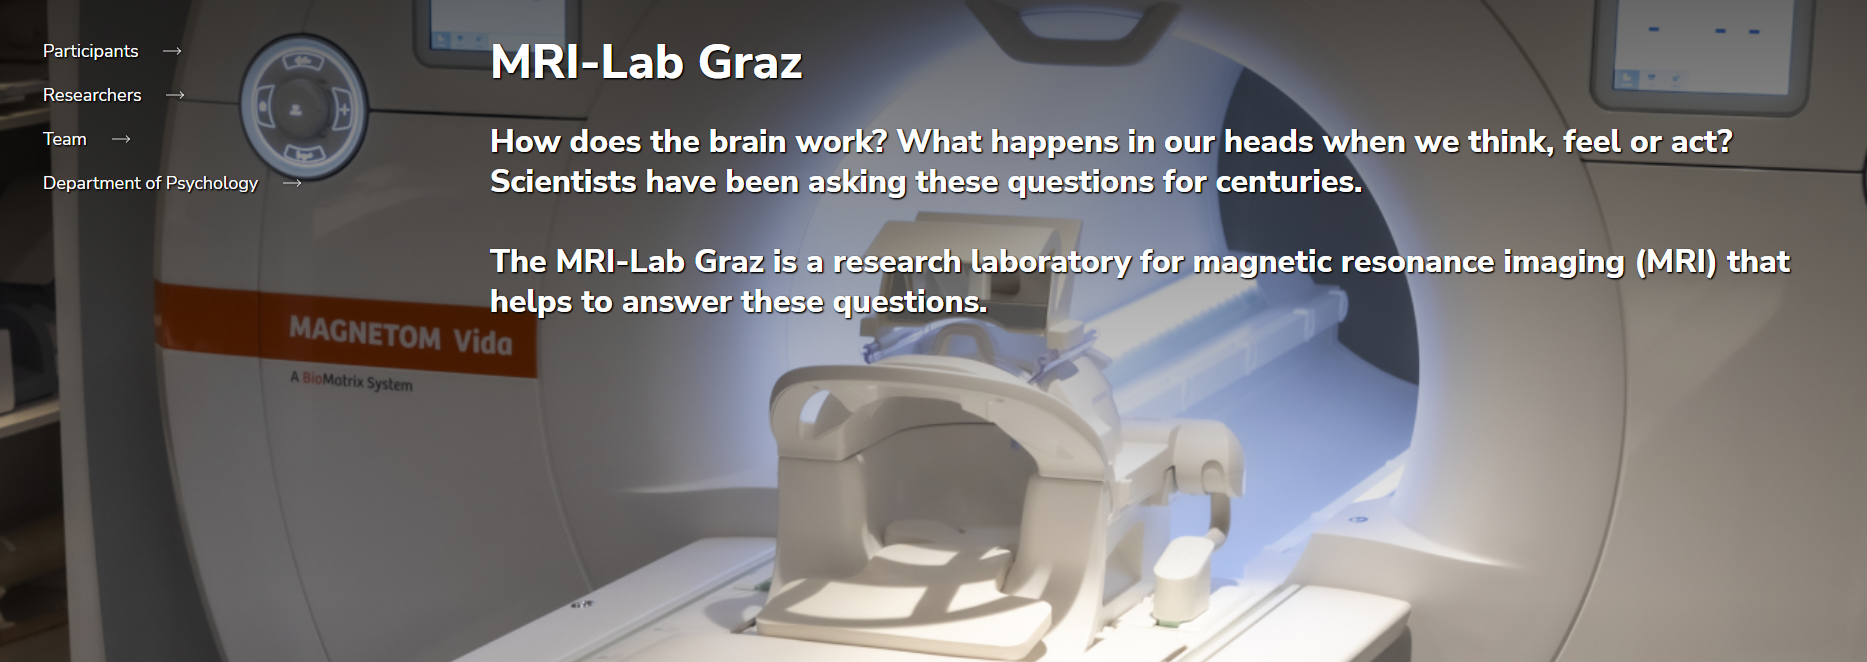 Participants
Researchers
Team
Department of Psychology
MRI-Lab Graz
How does the brain work? What happens in our heads when we think, feel or act?
Scientists have been asking these questions for centuries.
The MRI-Lab Graz is a research laboratory for magnetic resonance imaging (MRI) that
helps to answer these questions.
MAGNETOM Vida
A BioMatrix System